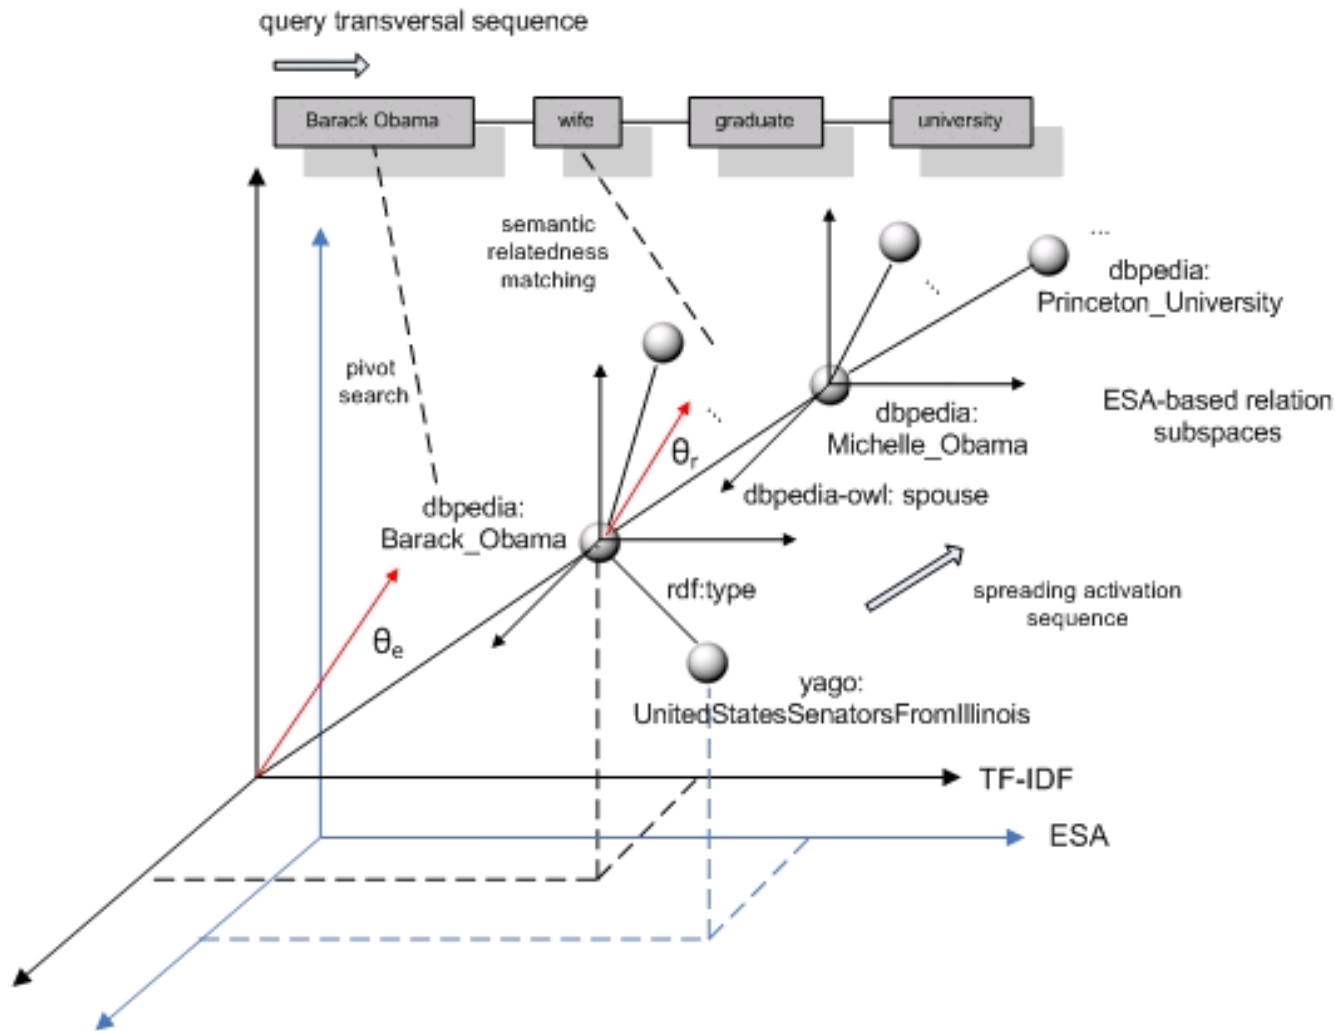 query transversal sequence
Barack Obama
wife
graduate
university
semantic
relatedness
matching
...
dbpedia:
Princeton_University
...
pivot
search
...
dbpedia:
Michelle_Obama
ESA-based relation
subspaces
θr
dbpedia-owl: spouse
dbpedia:
Barack_Obama
rdf:type
spreading activation
sequence
θe
yago:
UnitedStatesSenatorsFromIllinois
TF-IDF
ESA